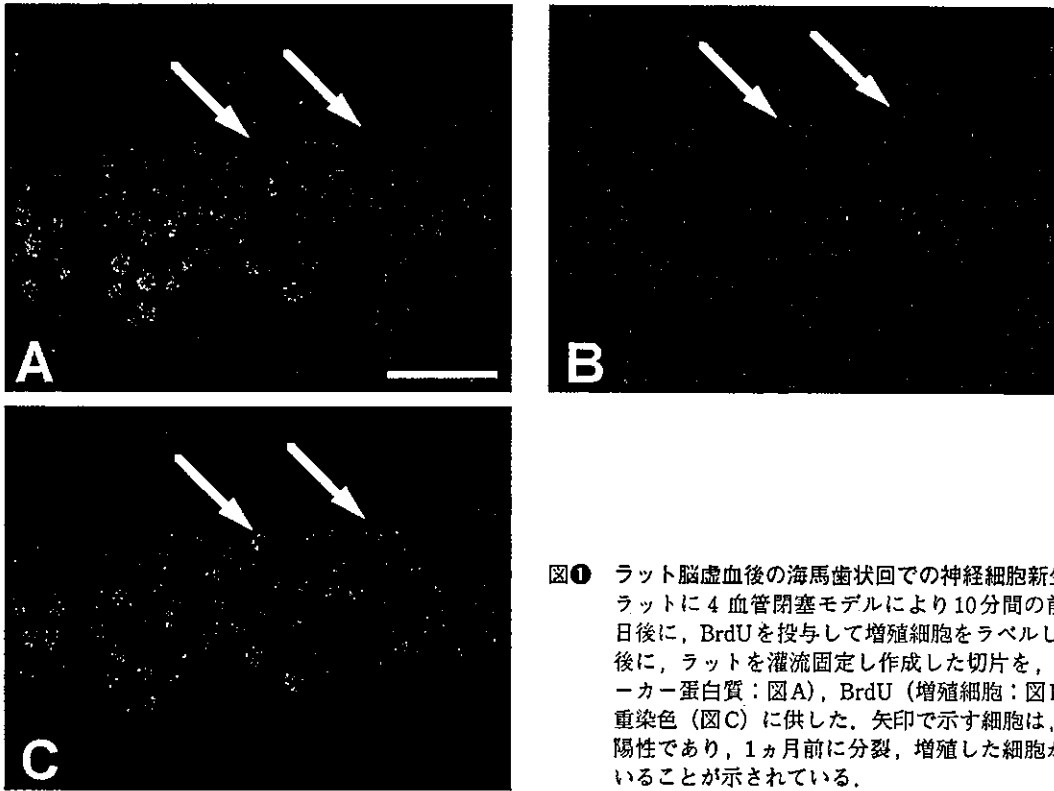 A
B
C
図❶ ラット脳虚血後の海馬歯状回での神経細胞新生
ラットに4血管閉塞モデルにより10分間の前
日後に，BrdUを投与して増殖細胞をラベルし
後に，ラットを灌流固定し作成した切片を，
ーカー蛋白質：図A），BrdU（増殖細胞：図
重染色（図C）に供した．矢印で示す細胞は，
陽性であり，1ヵ月前に分裂，増殖した細胞が
いることが示されている．